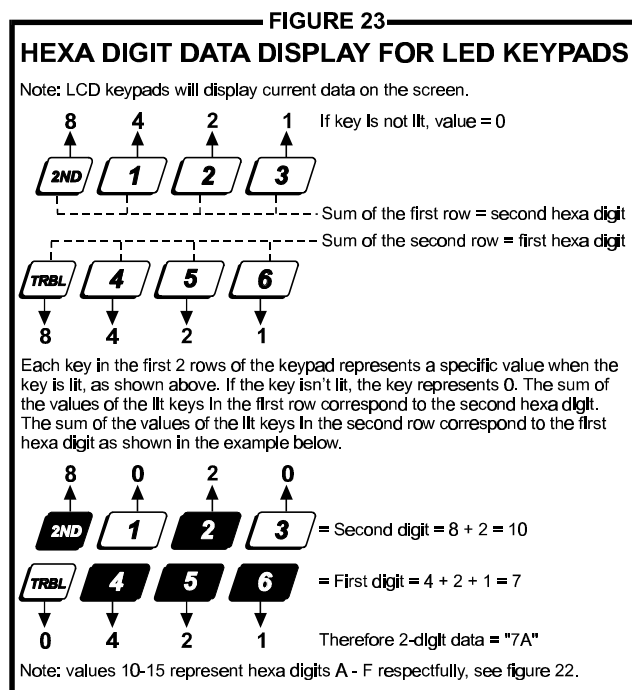 FIGURE 23
HEXA DIGIT DATA DISPLAY FOR LED KEYPADS
Note: LCD keypads will display current data on the screen.
8 4 2 1 If key is not lit, value = 0
2ND 1 2 3
Sum of the first row = second hexa digit
Sum of the second row = first hexa digit
TRBL 4 5 6
8 4 2 1
Each key in the first 2 rows of the keypad represents a specific value when the
key is lit, as shown above. If the key isn't lit, the key represents 0. The sum of
the values of the lit keys in the first row correspond to the second hexa digit.
The sum of the values of the lit keys in the second row correspond to the first
hexa digit as shown in the example below.
8 0 2 0
2ND 1 2 3 = Second digit = 8 + 2 = 10
TRBL 4 5 6 = First digit = 4 + 2 + 1 = 7
0 4 2 1 Therefore 2-digit data = "7A"
Note: values 10-15 represent hexa digits A - F respectfully, see figure 22.